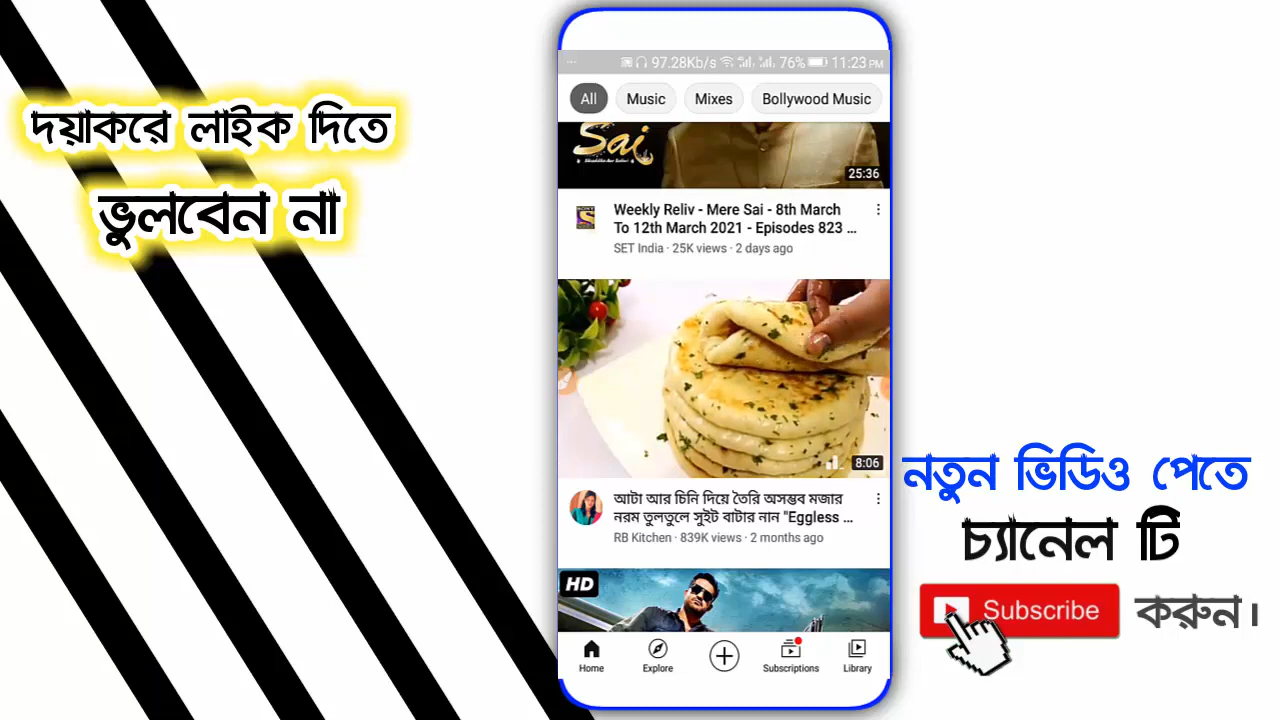 দয়াকরে লাইক দিতে
ভুলবেন না
97.28Kb/s 76% 11:23 PM
All Music Mixes Bollywood Music
Sai
25:36
Weekly Reliv - Mere Sai - 8th March
To 12th March 2021 - Episodes 823 ...
SET India · 25K views · 2 days ago
8:06
আটা আর চিনি দিয়ে তৈরি অসম্ভব মজার
নরম তুলতুলে সুইট বাটার নান "Eggless ...
RB Kitchen · 839K views · 2 months ago
HD
Home Explore Subscriptions Library
নতুন ভিডিও পেতে
চ্যানেল টি
Subscribe করুন।